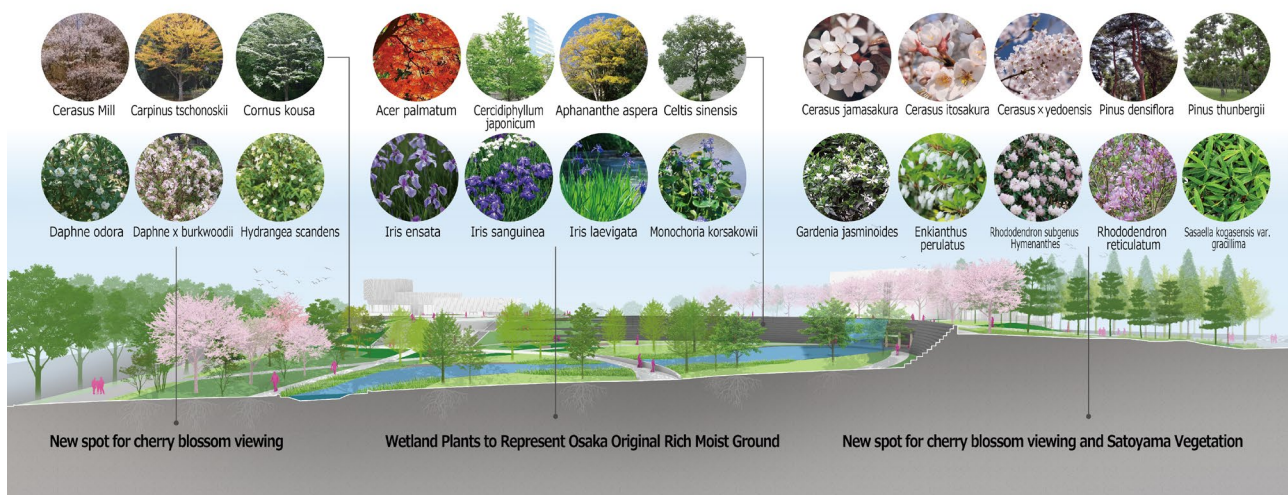 Cerasus Mill
Carpinus tschonoskii
Cornus kousa
Acer palmatum
Cercidiphyllum
japonicum
Aphananthe aspera
Celtis sinensis
Cerasus jamasakura
Cerasus itosakura
Cerasus x yedoensis
Pinus densiflora
Pinus thunbergii
Daphne odora
Daphne x burkwoodii
Hydrangea scandens
Iris ensata
Iris sanguinea
Iris laevigata
Monochoria korsakowii
Gardenia jasminoides
Enkianthus
perulatus
Rhododendron subgenus
Hymenanthes
Rhododendron
reticulatum
Sasaella kogasensis var.
gracillima
New spot for cherry blossom viewing
Wetland Plants to Represent Osaka Original Rich Moist Ground
New spot for cherry blossom viewing and Satoyama Vegetation